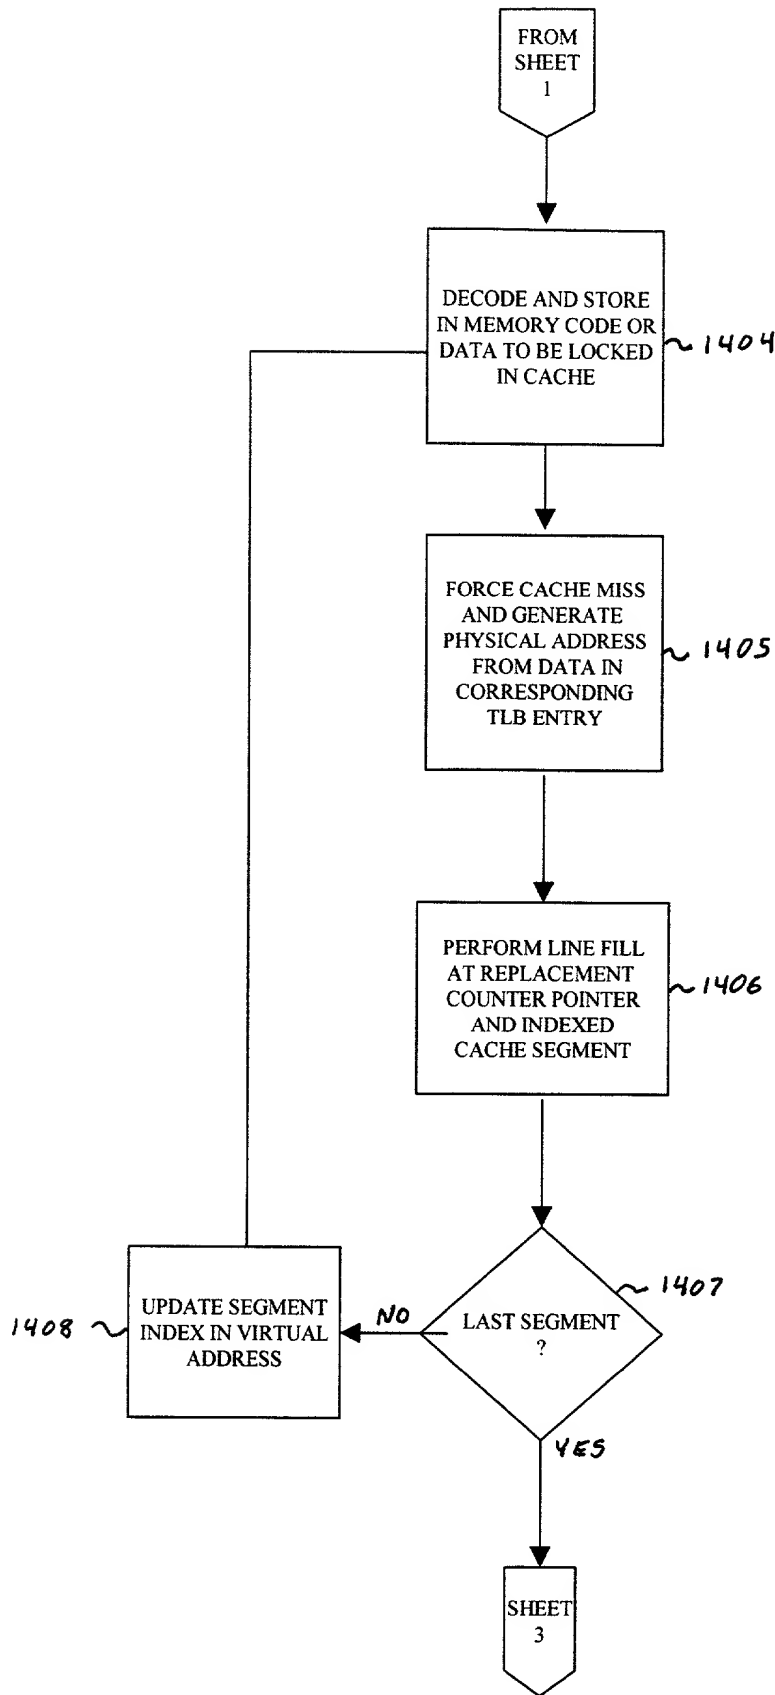 FROM
SHEET
1
DECODE AND STORE
IN MEMORY CODE OR
DATA TO BE LOCKED
IN CACHE
1404
FORCE CACHE MISS
AND GENERATE
PHYSICAL ADDRESS
FROM DATA IN
CORRESPONDING
TLB ENTRY
1405
PERFORM LINE FILL
AT REPLACEMENT
COUNTER POINTER
AND INDEXED
CACHE SEGMENT
1406
LAST SEGMENT
?
1407
NO
UPDATE SEGMENT
INDEX IN VIRTUAL
ADDRESS
1408
YES
SHEET
3